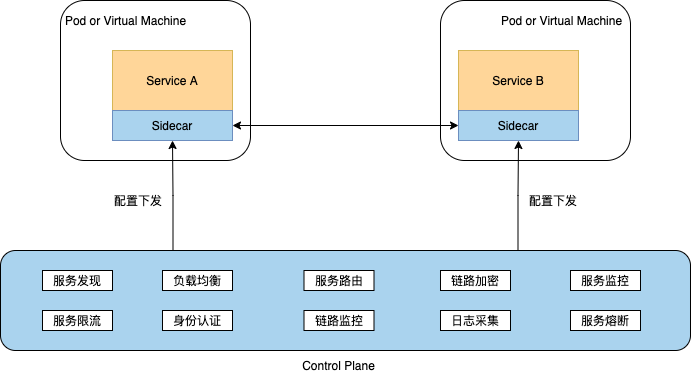 Pod or Virtual Machine
Pod or Virtual Machine
Service A
Service B
Sidecar
Sidecar
配置下发
配置下发
服务发现
负载均衡
服务路由
链路加密
服务监控
服务限流
身份认证
链路监控
日志采集
服务熔断
Control Plane